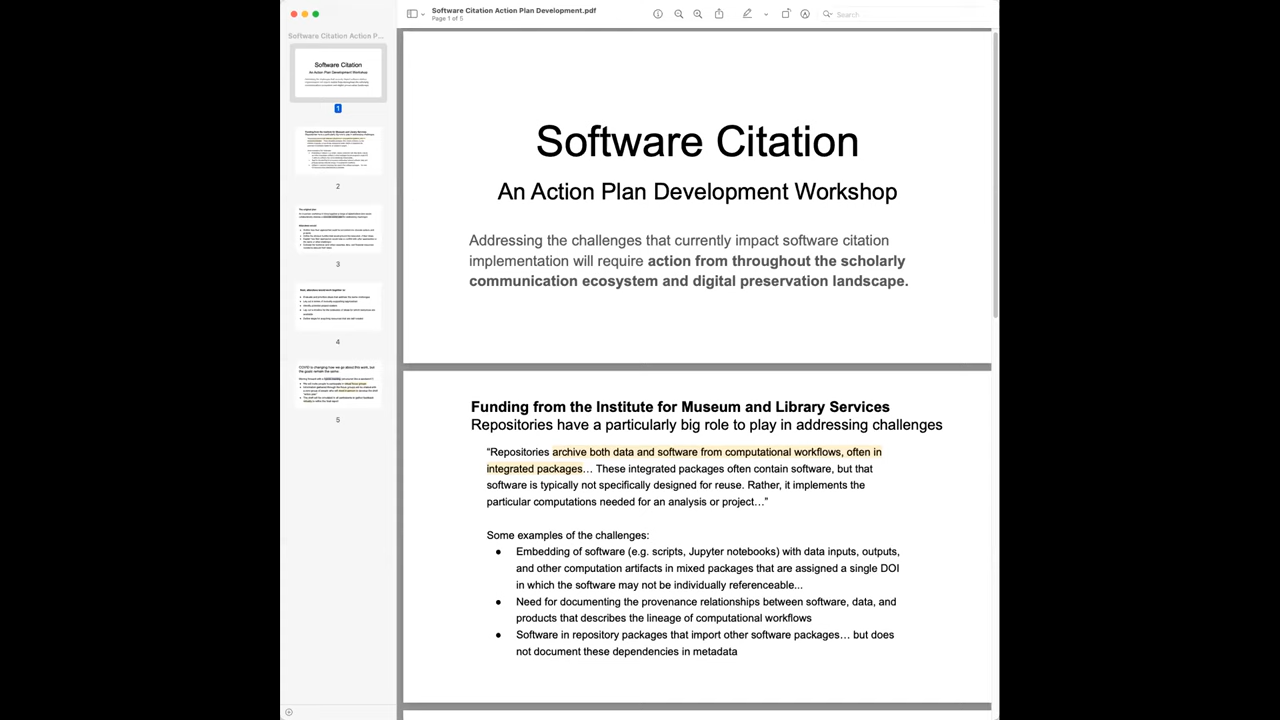 Software Citation Action Plan Development.pdf
Page 1 of 5
Search
Software Citation Action P...
Software Citation
An Action Plan Development Workshop
1
2
3
4
5
Software Citation
An Action Plan Development Workshop
Addressing the challenges that currently impact software citation
implementation will require action from throughout the scholarly
communication ecosystem and digital preservation landscape.
Funding from the Institute for Museum and Library Services
Repositories have a particularly big role to play in addressing challenges
“Repositories archive both data and software from computational workflows, often in
integrated packages… These integrated packages often contain software, but that
software is typically not specifically designed for reuse. Rather, it implements the
particular computations needed for an analysis or project…”
Some examples of the challenges:
● Embedding of software (e.g. scripts, Jupyter notebooks) with data inputs, outputs,
and other computation artifacts in mixed packages that are assigned a single DOI
in which the software may not be individually referenceable...
● Need for documenting the provenance relationships between software, data, and
products that describes the lineage of computational workflows
● Software in repository packages that import other software packages… but does
not document these dependencies in metadata